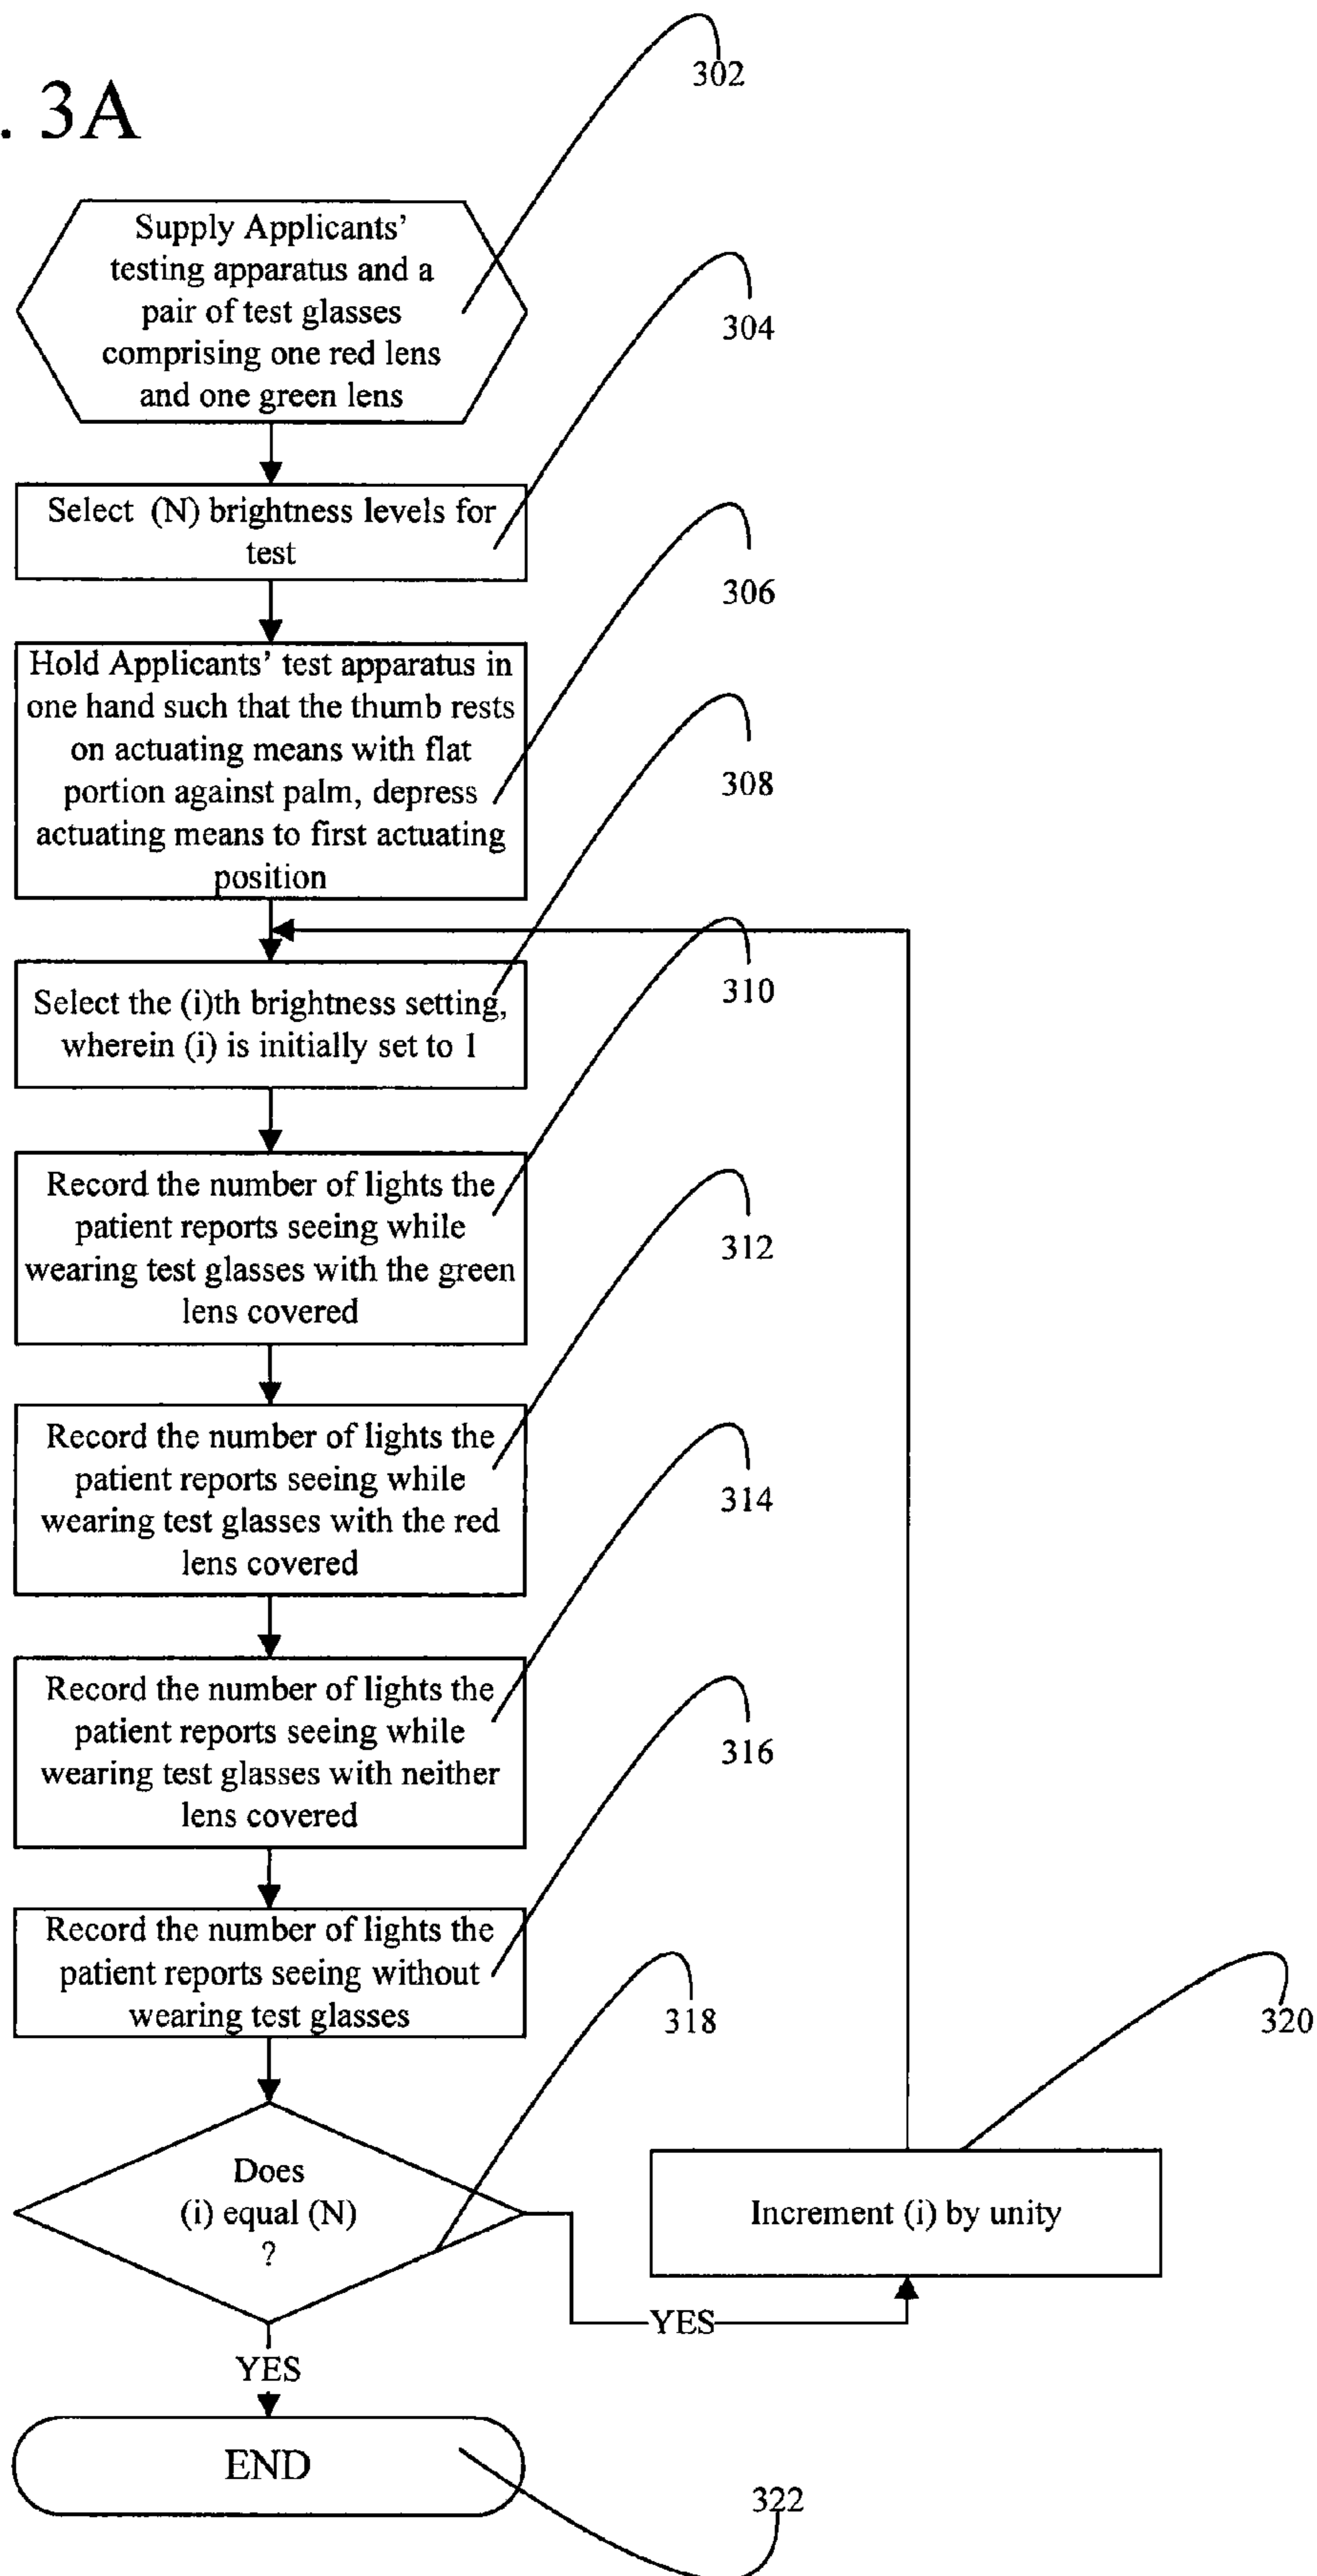 . 3A
302
Supply Applicants’
testing apparatus and a
pair of test glasses
comprising one red lens
and one green lens
304
Select (N) brightness levels for
test
306
Hold Applicants’ test apparatus in
one hand such that the thumb rests
on actuating means with flat
portion against palm, depress
actuating means to first actuating
position
308
Select the (i)th brightness setting,
wherein (i) is initially set to 1
310
Record the number of lights the
patient reports seeing while
wearing test glasses with the green
lens covered
312
Record the number of lights the
patient reports seeing while
wearing test glasses with the red
lens covered
314
Record the number of lights the
patient reports seeing while
wearing test glasses with neither
lens covered
316
Record the number of lights the
patient reports seeing without
wearing test glasses
318
320
Does
(i) equal (N)
?
Increment (i) by unity
YES
YES
END
322